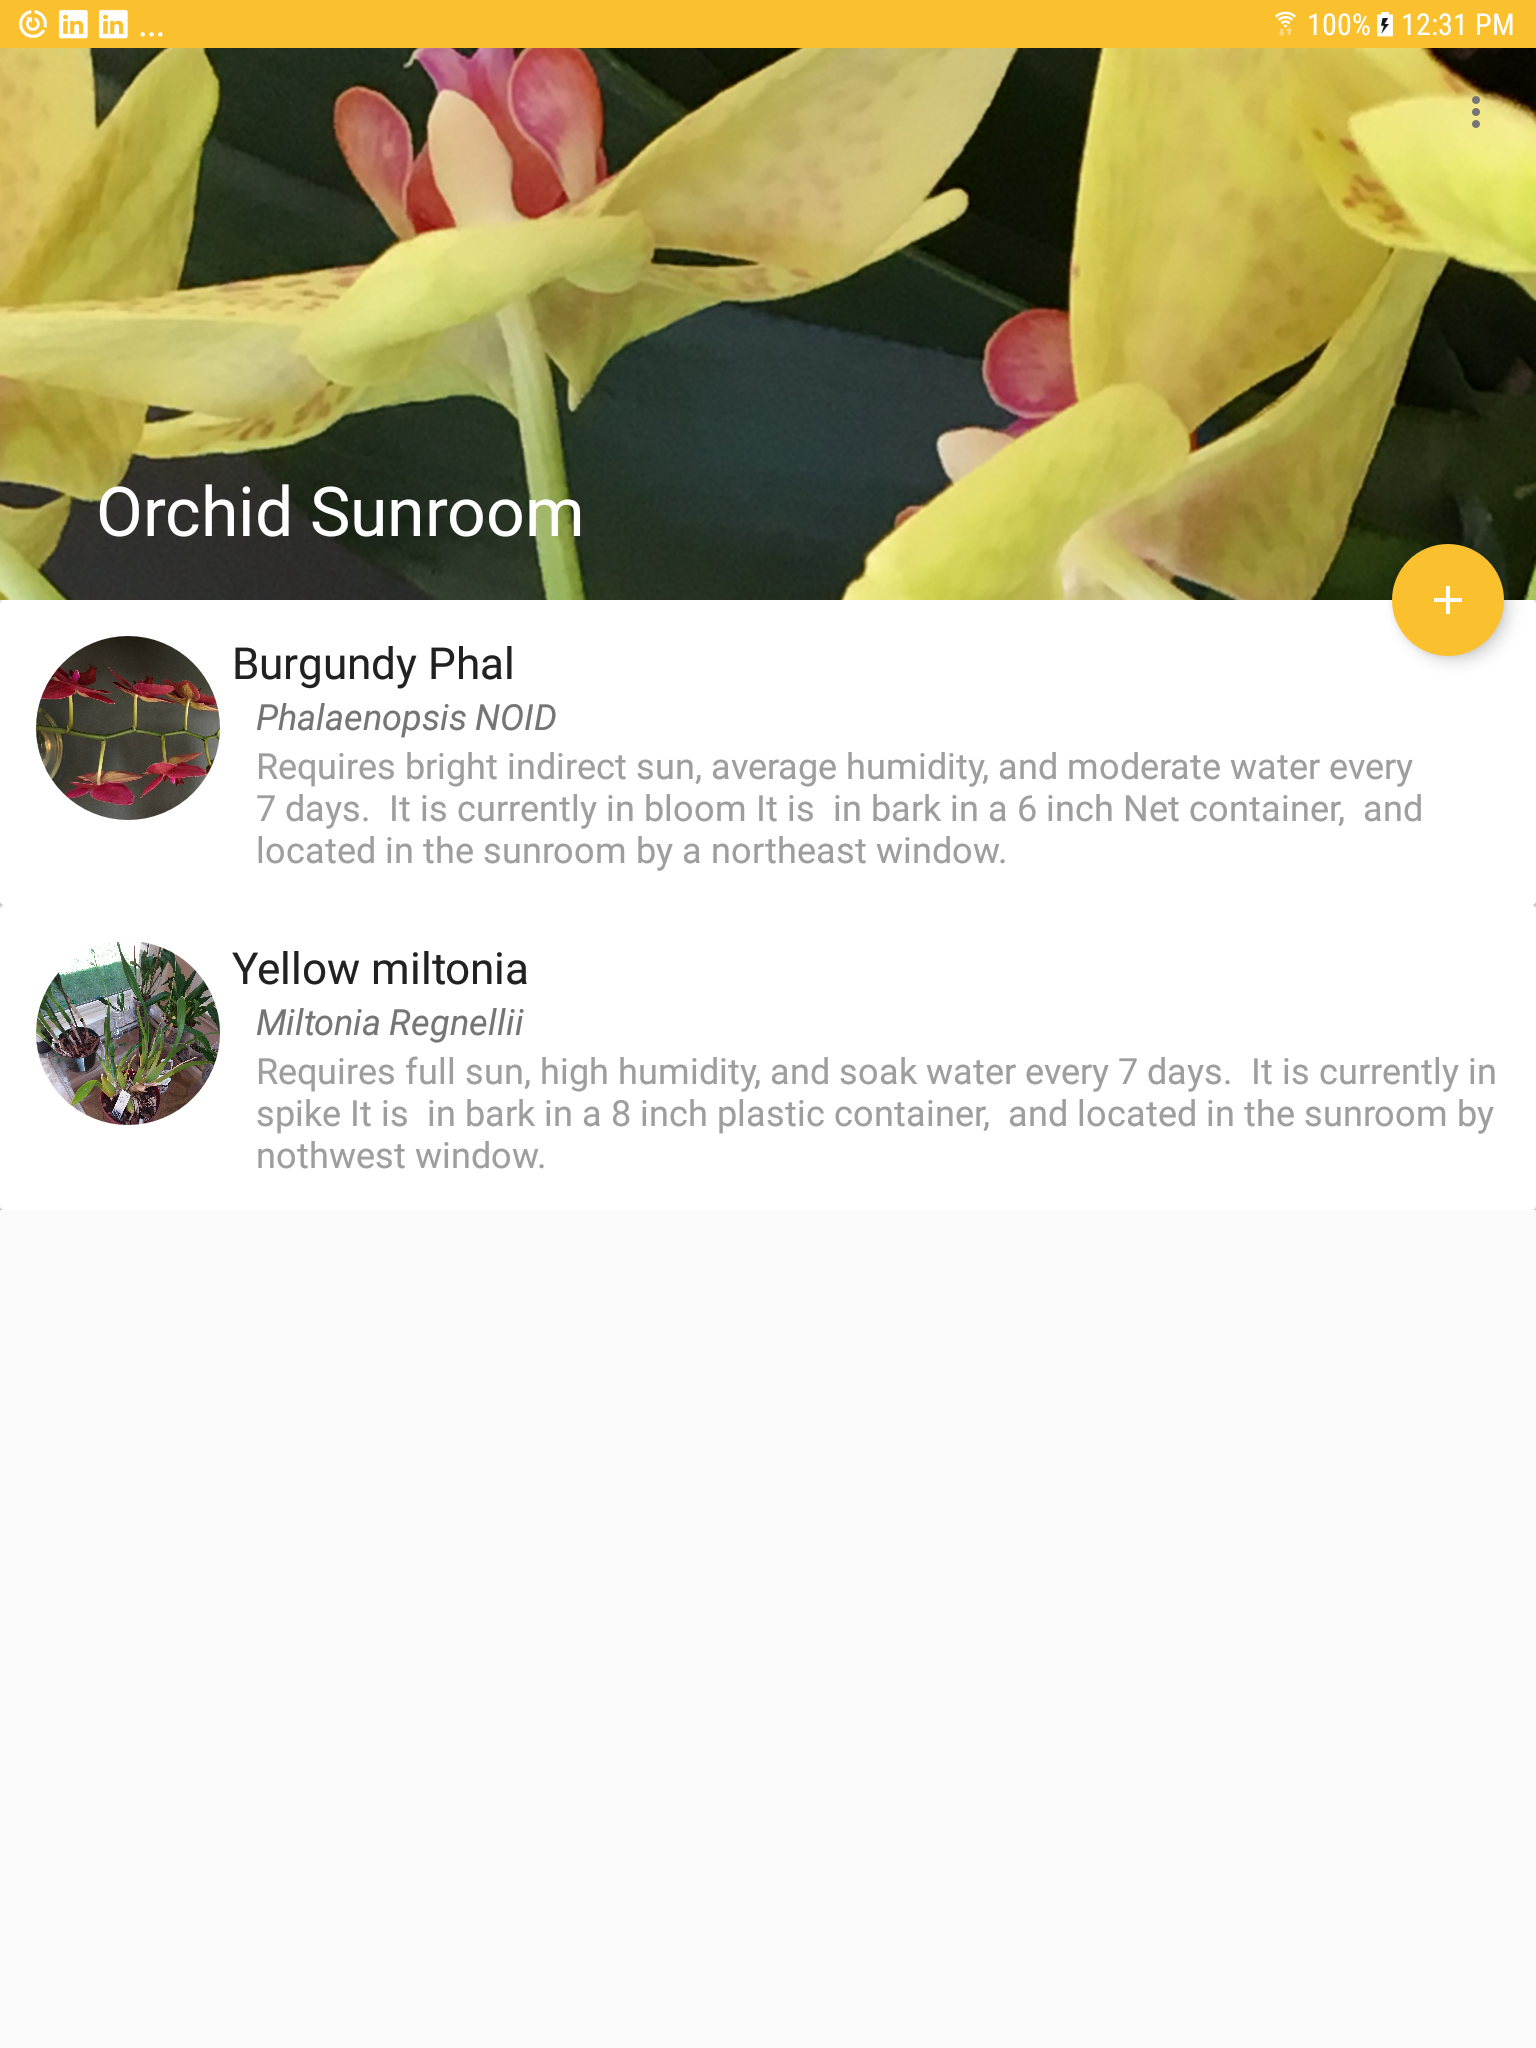 in in ... 100% 12:31 PM
Orchid Sunroom
+
Burgundy Phal
Phalaenopsis NOID
Requires bright indirect sun, average humidity, and moderate water every
7 days.  It is currently in bloom It is  in bark in a 6 inch Net container,  and
located in the sunroom by a northeast window.
Yellow miltonia
Miltonia Regnellii
Requires full sun, high humidity, and soak water every 7 days.  It is currently in
spike It is  in bark in a 8 inch plastic container,  and located in the sunroom by
nothwest window.